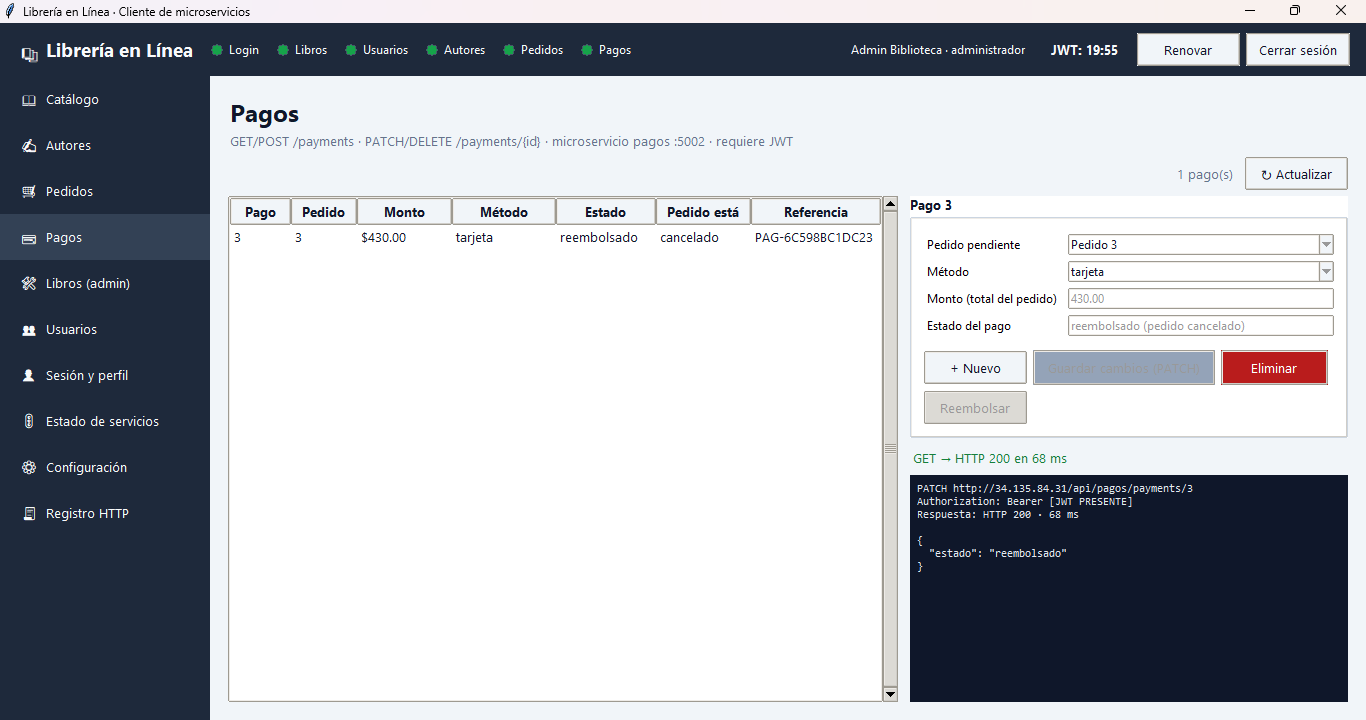 Librería en Línea · Cliente de microservicios
Librería en Línea
Login
Libros
Usuarios
Autores
Pedidos
Pagos
Admin Biblioteca · administrador
JWT: 19:55
Renovar
Cerrar sesión
Catálogo
Autores
Pedidos
Pagos
Libros (admin)
Usuarios
Sesión y perfil
Estado de servicios
Configuración
Registro HTTP
Pagos
GET/POST /payments · PATCH/DELETE /payments/{id} · microservicio pagos :5002 · requiere JWT
1 pago(s)
↻ Actualizar
Pago Pedido Monto Método Estado Pedido está Referencia
3 3 $430.00 tarjeta reembolsado cancelado PAG-6C598BC1DC23
Pago 3
Pedido pendiente Pedido 3
Método tarjeta
Monto (total del pedido) 430.00
Estado del pago reembolsado (pedido cancelado)
+ Nuevo
Guardar cambios (PATCH)
Eliminar
Reembolsar
GET → HTTP 200 en 68 ms
PATCH http://34.135.84.31/api/pagos/payments/3
Authorization: Bearer [JWT PRESENTE]
Respuesta: HTTP 200 · 68 ms
{
"estado": "reembolsado"
}